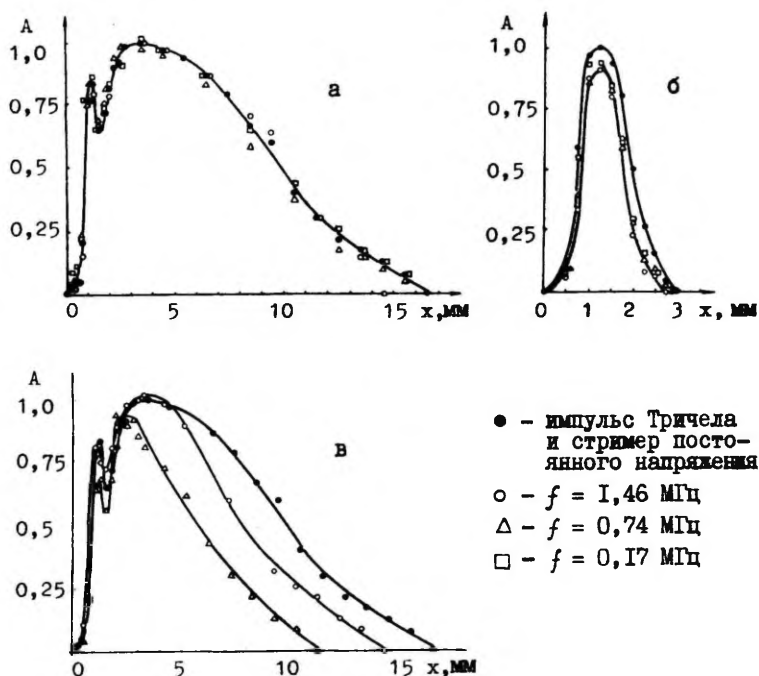 А
1,0
0,75
0,5
0,25
0
5
10
15 x,мм
а
А
1,0
0,75
0,5
0,25
0 1 2 3 x, мм
б
А
1,0
0,75
0,5
0,25
0
5
10
15 x,мм
в
● – импульс Тричела
и стример посто-
янного напряжения
○ – f = I,46 МГц
△ – f = 0,74 МГц
□ – f = 0,I7 МГц